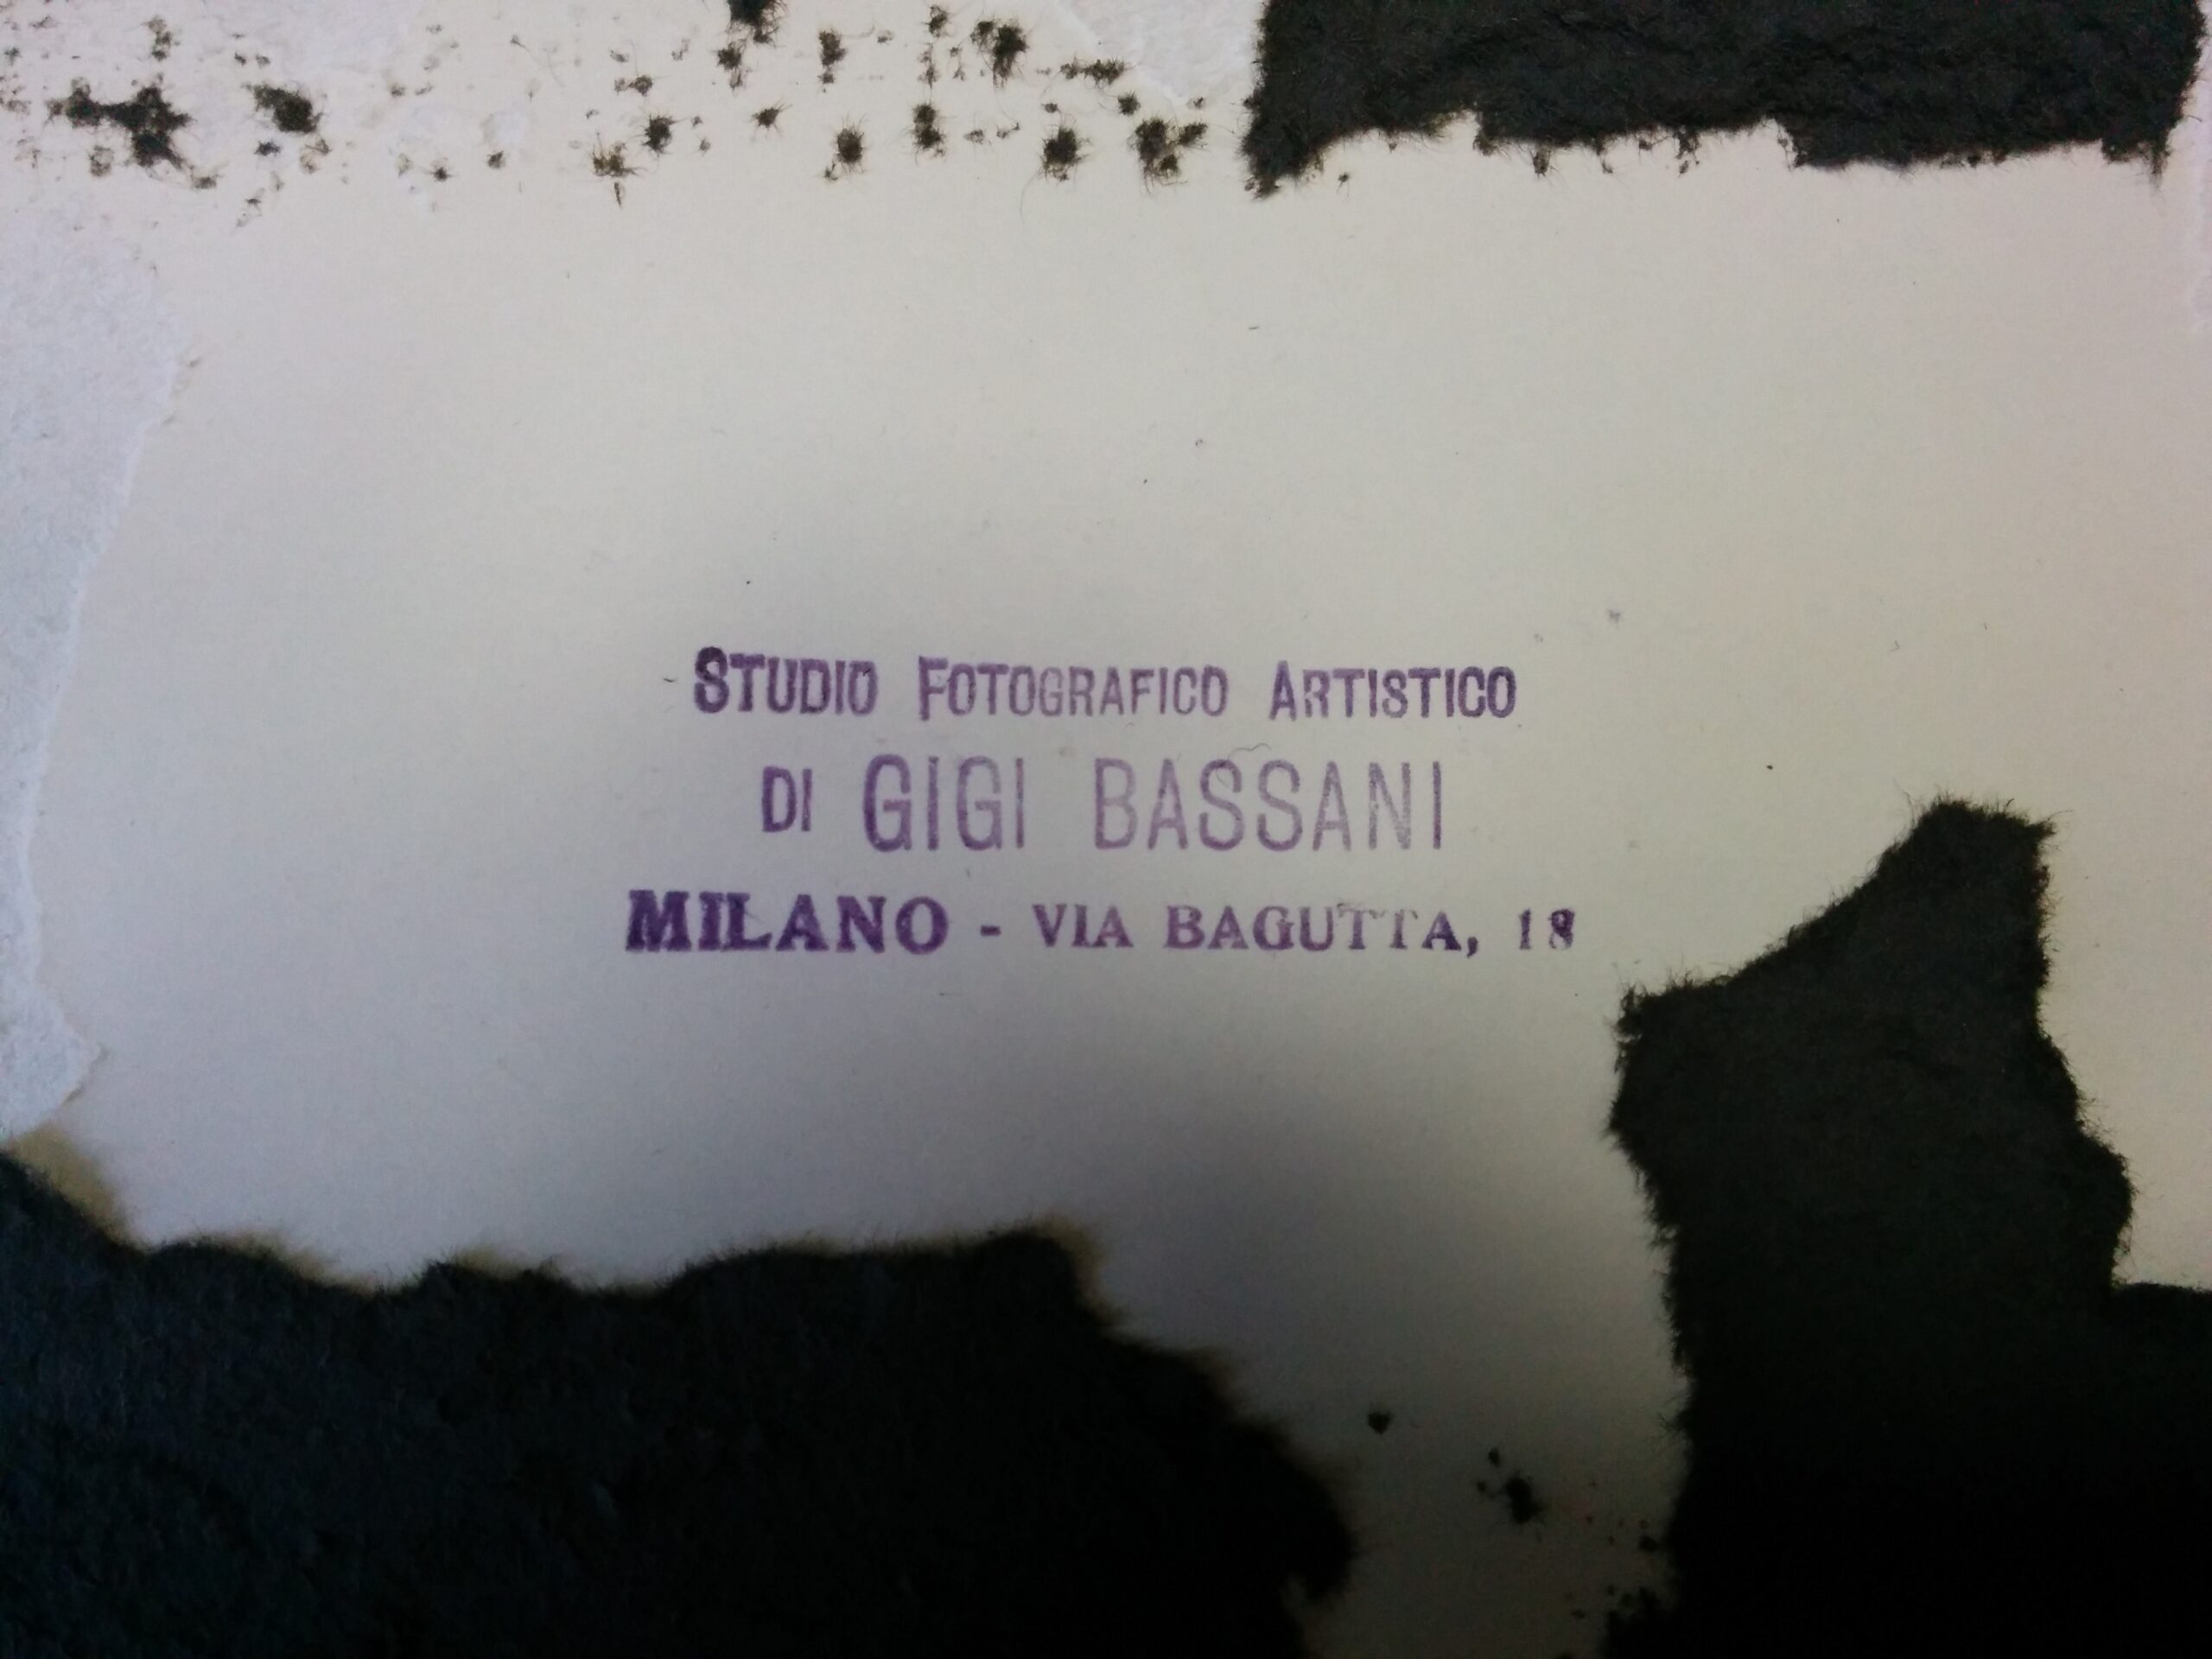 STUDIO FOTOGRAFICO ARTISTICO
DI GIGI BASSANI
MILANO - VIA BAGUTTA, 18